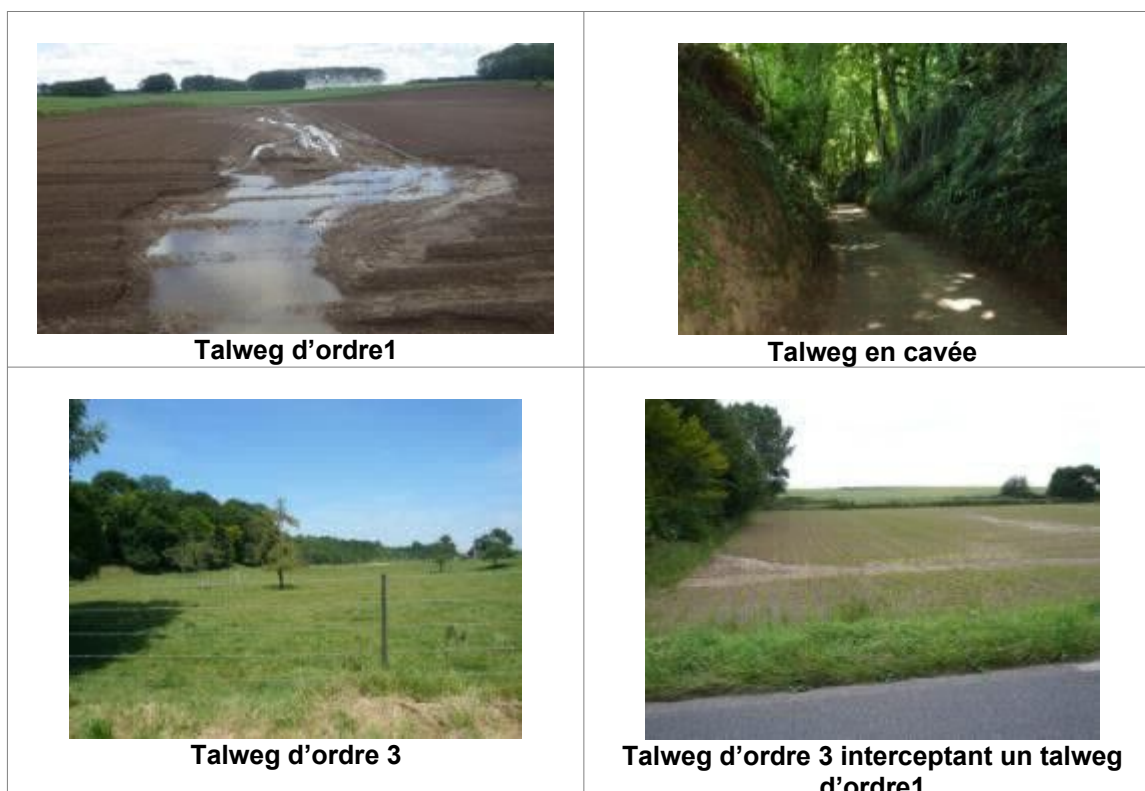 Talweg d’ordre1
Talweg en cavée
Talweg d’ordre 3
Talweg d’ordre 3 interceptant un talweg
d’ordre1